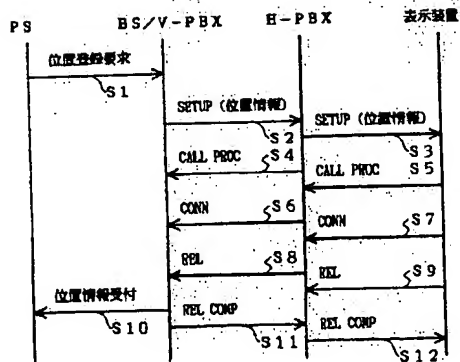 PS BS/V-PBX H-PBX 表示装置
位置登録要求
S1
SETUP (位置情報)
S2
SETUP (位置情報)
S3
CALL PROC S4
CALL PROC S5
CONN S6
CONN S7
REL S8
REL S9
位置情報受付
S10
REL COMP
S11
REL COMP
S12